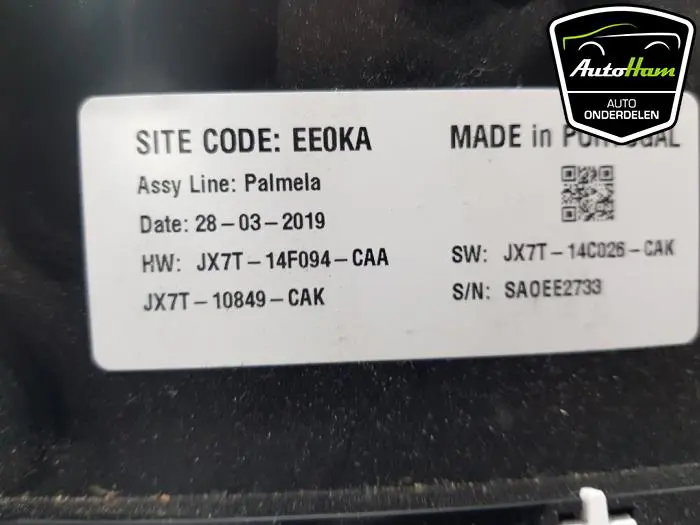 AutoHam
AUTO
ONDERDELEN
SITE CODE: EE0KA
MADE in PORTUGAL
Assy Line: Palmela
Date: 28-03-2019
HW: JX7T-14F094-CAA
SW: JX7T-14C026-CAK
JX7T-10849-CAK
S/N: SA0EE2733